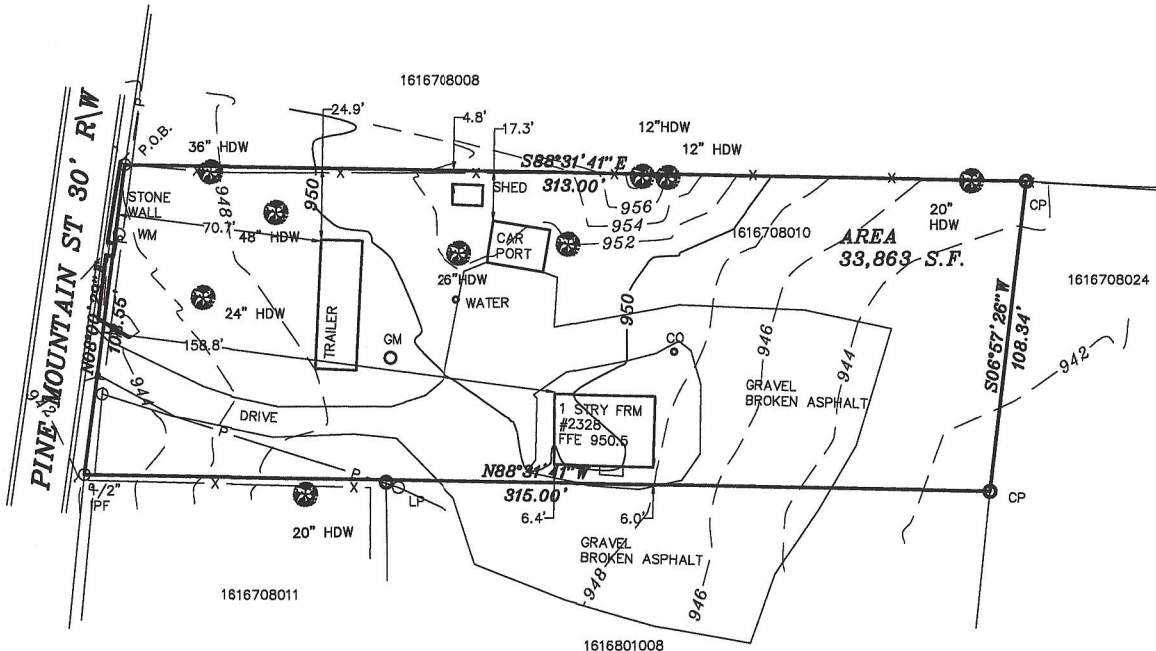 1616708008
24.9'
4.8'
17.3'
12"HDW
12" HDW
P
P.O.B.
36" HDW
S88°31'41"E
313.00'
SHED
CP
STONE
WALL
WM
70.1'
48" HDW
948
950
CAR
PORT
956
954
952
1616708010
AREA
33,863 S.F.
20"
HDW
1616708024
PINE MOUNTAIN ST 30' R\W
24" HDW
26"HDW
WATER
TRAILER
GM
158.8'
950
CO
946
944
S06°57'26"W
108.34'
942
944
DRIVE
P
P
1 STRY FRM
#2328
FFE 950.5
GRAVEL
BROKEN ASPHALT
N88°31'41"W
315.00'
1/2"
PF
LP
CP
20" HDW
6.4'
6.0'
GRAVEL
BROKEN ASPHALT
948
946
1616708011
1616801008